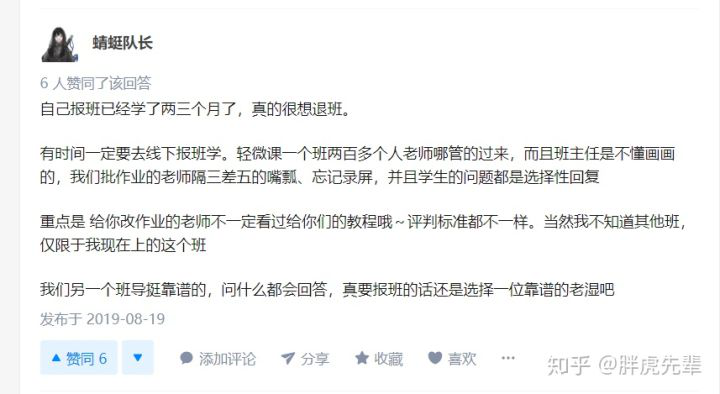 蜻蜓队长
6 人赞同了该回答
自己报班已经学了两三个月了，真的很想退班。
有时间一定要去线下报班学。轻微课一个班两百多个人老师哪管的过来，而且班主任是不懂画画
的，我们批作业的老师隔三差五的嘴瓢、忘记录屏，并且学生的问题都是选择性回复
重点是 给你改作业的老师不一定看过给你们的教程哦～评判标准都不一样。当然我不知道其他班，
仅限于我现在上的这个班
我们另一个班导挺靠谱的，问什么都会回答，真要报班的话还是选择一位靠谱的老湿吧
发布于 2019-08-19
赞同 6 添加评论 分享 收藏 喜欢
知乎 @胖虎先辈